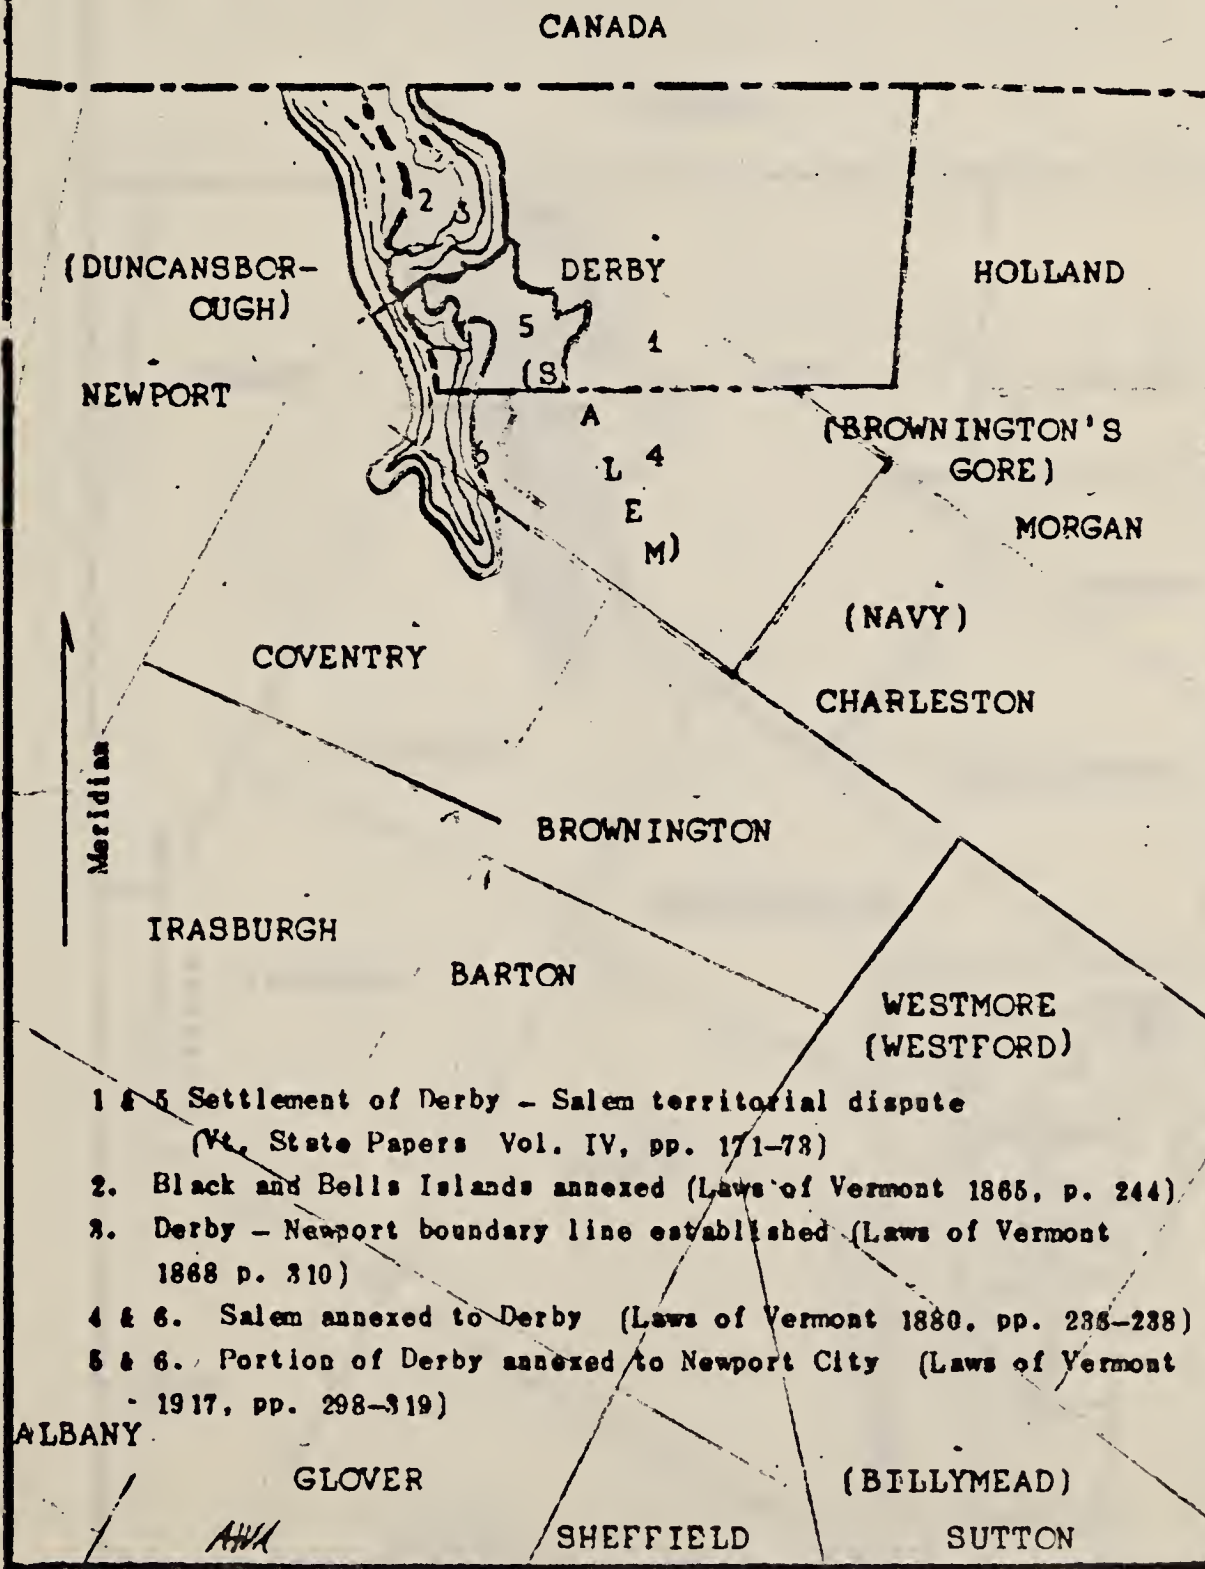 CANADA
2
3
(DUNCANSBOR-
OUGH)
DERBY
HOLLAND
5
1
(S
NEWPORT
A
(BROWNINGTON'S
GORE)
L 4
6
E
MORGAN
M)
(NAVY)
COVENTRY
CHARLESTON
Meridian
BROWNINGTON
IRASBURGH
BARTON
WESTMORE
(WESTFORD)
1 & 5 Settlement of Derby - Salem territorial dispute
(Vt. State Papers Vol. IV, pp. 171-73)
2. Black and Bells Islands annexed (Laws of Vermont 1865, p. 244)
3. Derby - Newport boundary line established (Laws of Vermont
1868 p. 310)
4 & 6. Salem annexed to Derby (Laws of Vermont 1880, pp. 236-238)
5 & 6. Portion of Derby annexed to Newport City (Laws of Vermont
1917, pp. 298-319)
ALBANY
GLOVER
(BILLYMEAD)
SHEFFIELD
SUTTON